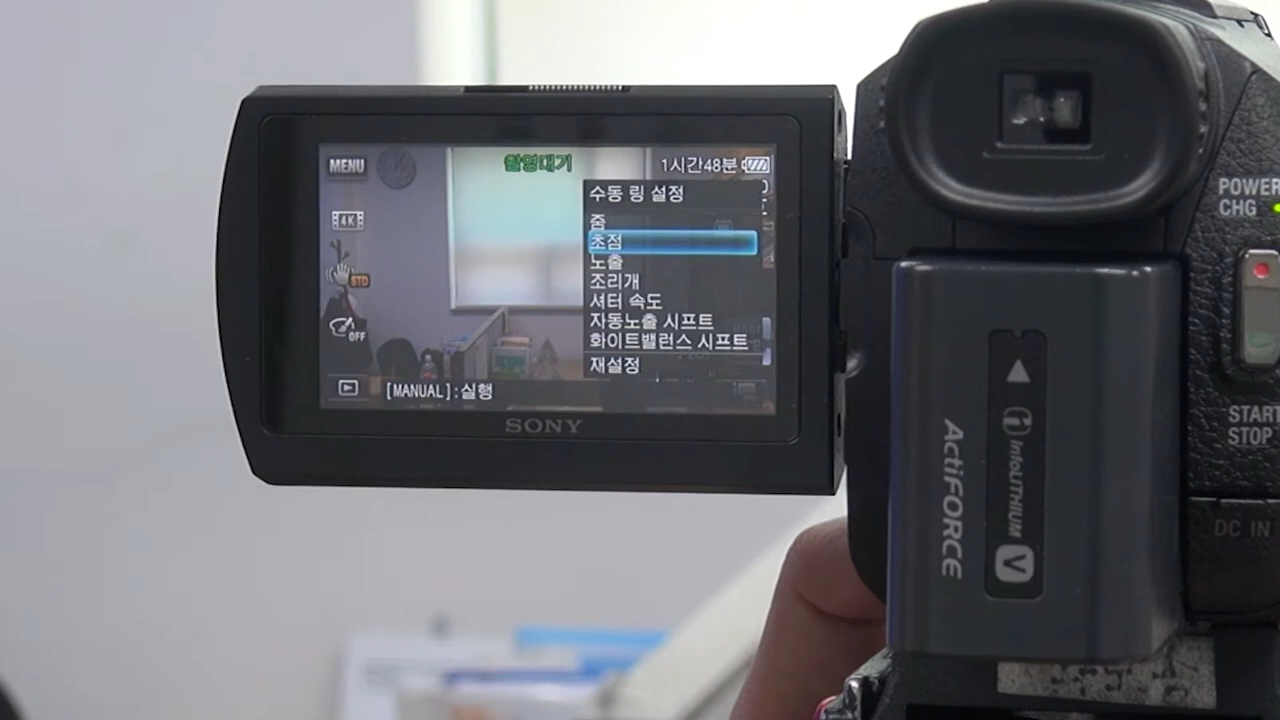 MENU
촬영대기
1시간48분
4K
수동 링 설정
줌
초점
노출
조리개
셔터 속도
자동노출 시프트
화이트밸런스 시프트
재설정
STD
OFF
[MANUAL]:실행
SONY
POWER
CHG
InfoLITHIUM
V
ActiFORCE
START
STOP
DC IN